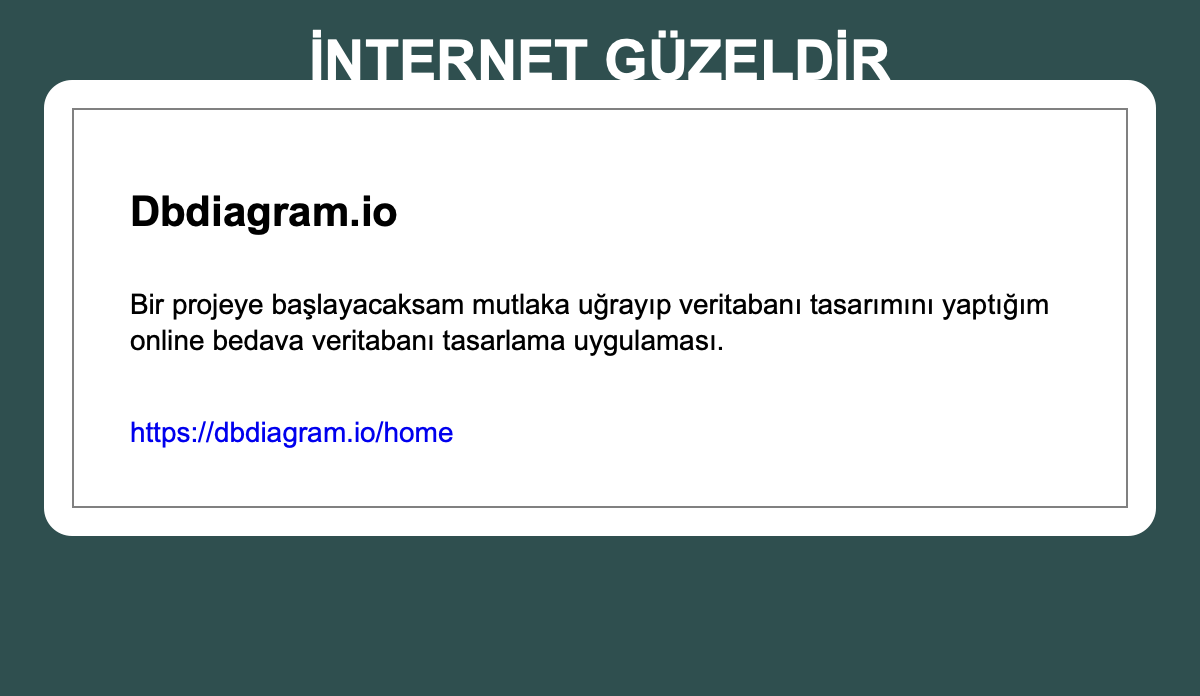 İNTERNET GÜZELDİR
Dbdiagram.io
Bir projeye başlayacaksam mutlaka uğrayıp veritabanı tasarımını yaptığım
online bedava veritabanı tasarlama uygulaması.
https://dbdiagram.io/home